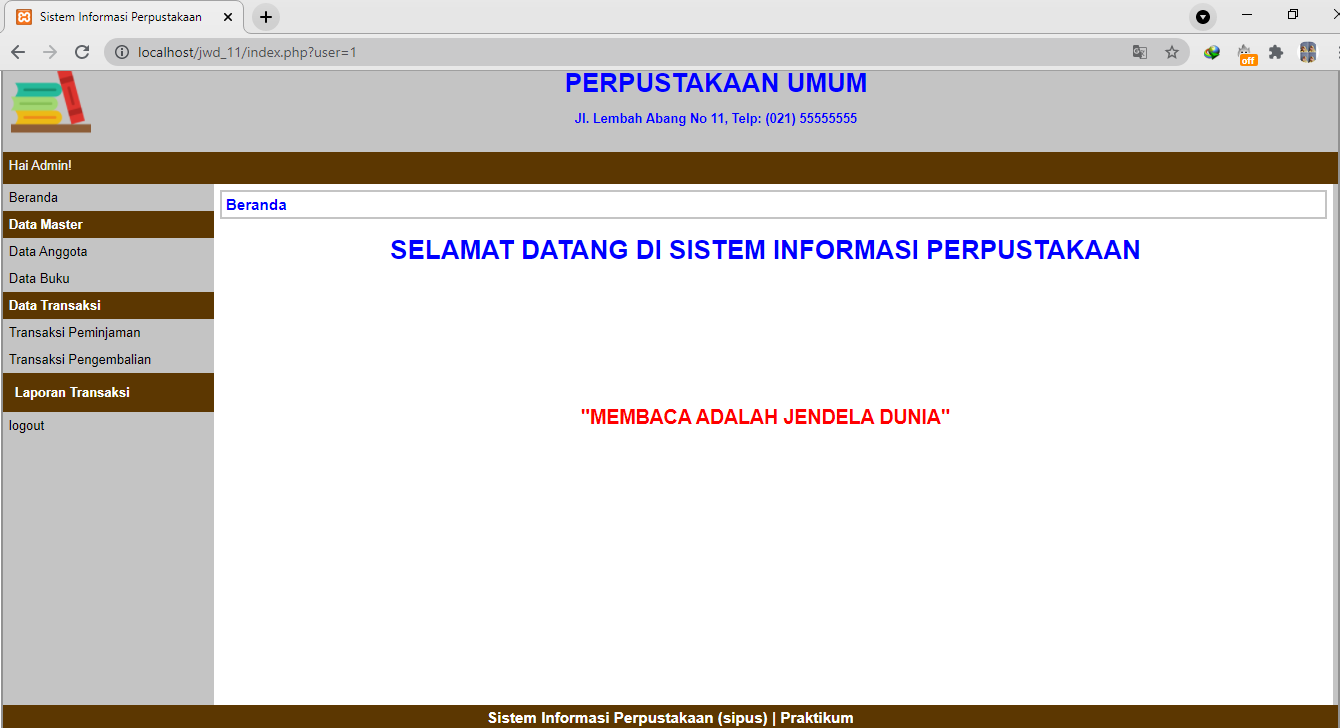 Sistem Informasi Perpustakaan
localhost/jwd_11/index.php?user=1
off
PERPUSTAKAAN UMUM
Jl. Lembah Abang No 11, Telp: (021) 55555555
Hai Admin!
Beranda
Data Master
Data Anggota
Data Buku
Data Transaksi
Transaksi Peminjaman
Transaksi Pengembalian
Laporan Transaksi
logout
Beranda
SELAMAT DATANG DI SISTEM INFORMASI PERPUSTAKAAN
"MEMBACA ADALAH JENDELA DUNIA"
Sistem Informasi Perpustakaan (sipus) | Praktikum